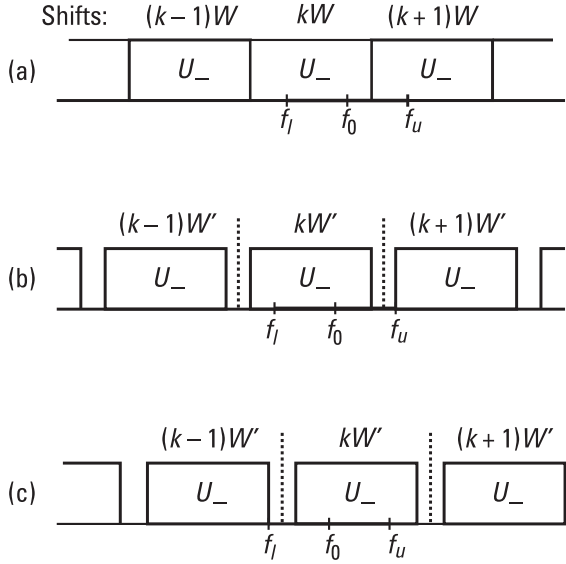 Shifts: (k – 1)W kW (k + 1)W
(a) U_ U_ U_
f_l f_0 f_u
(k – 1)W′ kW′ (k + 1)W′
(b) U_ U_ U_
f_l f_0 f_u
(k – 1)W′ kW′ (k + 1)W′
(c) U_ U_ U_
f_l f_0 f_u